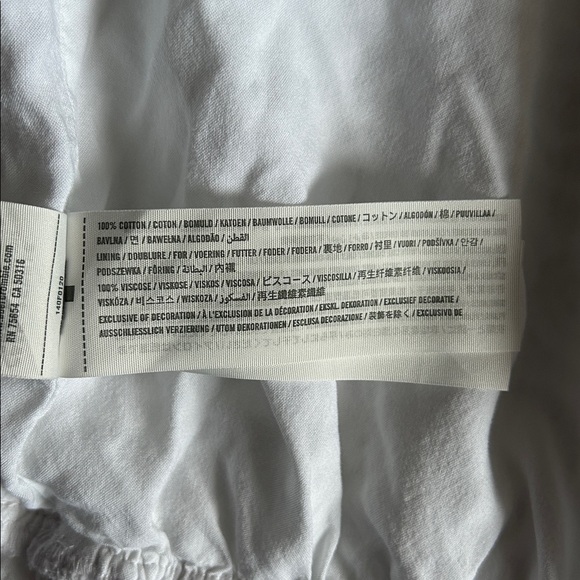 100% COTTON / COTON / BOMULD / KATOEN / BAUMWOLLE / BOMULL / COTONE / コットン / ALGODÓN / 棉 / PUUVILLAA /
BAVLNA / 면 / BAWEŁNA / ALGODÃO / القطن
LINING / DOUBLURE / FOR / VOERING / FUTTER / FODER / FODERA / 裏地 / FORRO / 衬里 / VUORI / PODŠÍVKA / 안감 /
PODSZEWKA / FÔRING / البطانة / 內襯
100% VISCOSE / VISKOSE / VISKOS / VISCOSA / ビスコース / VISCOSILLA / 再生纤维素纤维 / VISKOOSIA /
VISKÓZA / 비스코스 / WISKOZA / الفسكوز / 再生纖維素纖維
EXCLUSIVE OF DECORATION / À L'EXCLUSION DE LA DÉCORATION / EKSKL. DEKORATION / EXCLUSIEF DECORATIE /
AUSSCHLIESSLICH VERZIERUNG / UTOM DEKORATIONEN / ESCLUSA DECORAZIONE / 装飾を除く / EXCLUSIVO DE
140F0120
RN 75654 CA 50316